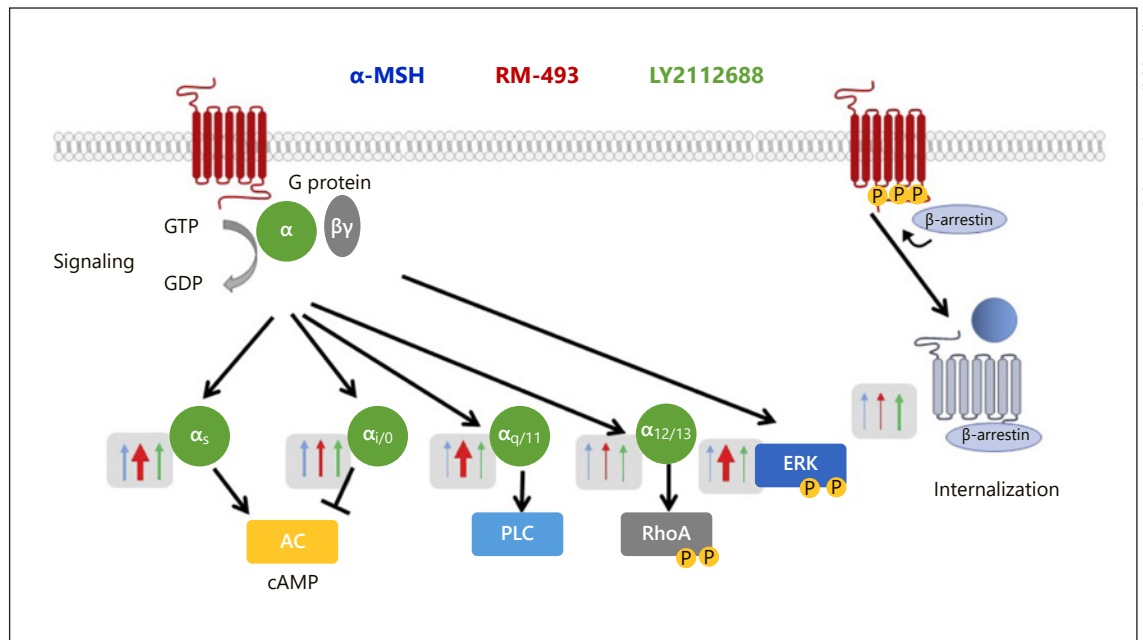 α-MSH RM-493 LY2112688
G protein
GTP
α
βγ
Signaling
GDP
P P P
β-arrestin
αs
αi/0
αq/11
α12/13
ERK
P P
β-arrestin
Internalization
AC
PLC
RhoA
P P
cAMP